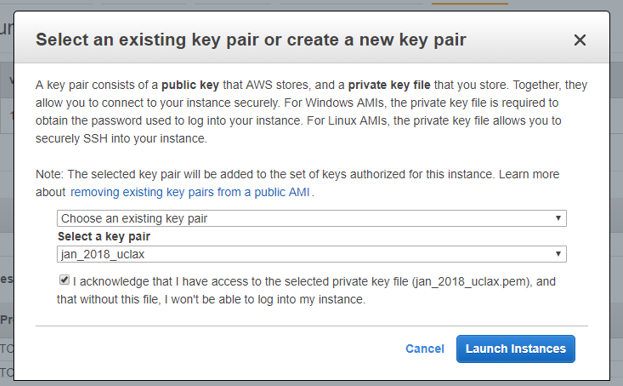 Select an existing key pair or create a new key pair
A key pair consists of a public key that AWS stores, and a private key file that you store. Together, they
allow you to connect to your instance securely. For Windows AMIs, the private key file is required to
obtain the password used to log into your instance. For Linux AMIs, the private key file allows you to
securely SSH into your instance.
Note: The selected key pair will be added to the set of keys authorized for this instance. Learn more
about removing existing key pairs from a public AMI.
Choose an existing key pair
Select a key pair
jan_2018_uclax
I acknowledge that I have access to the selected private key file (jan_2018_uclax.pem), and
that without this file, I won't be able to log into my instance.
Cancel Launch Instances